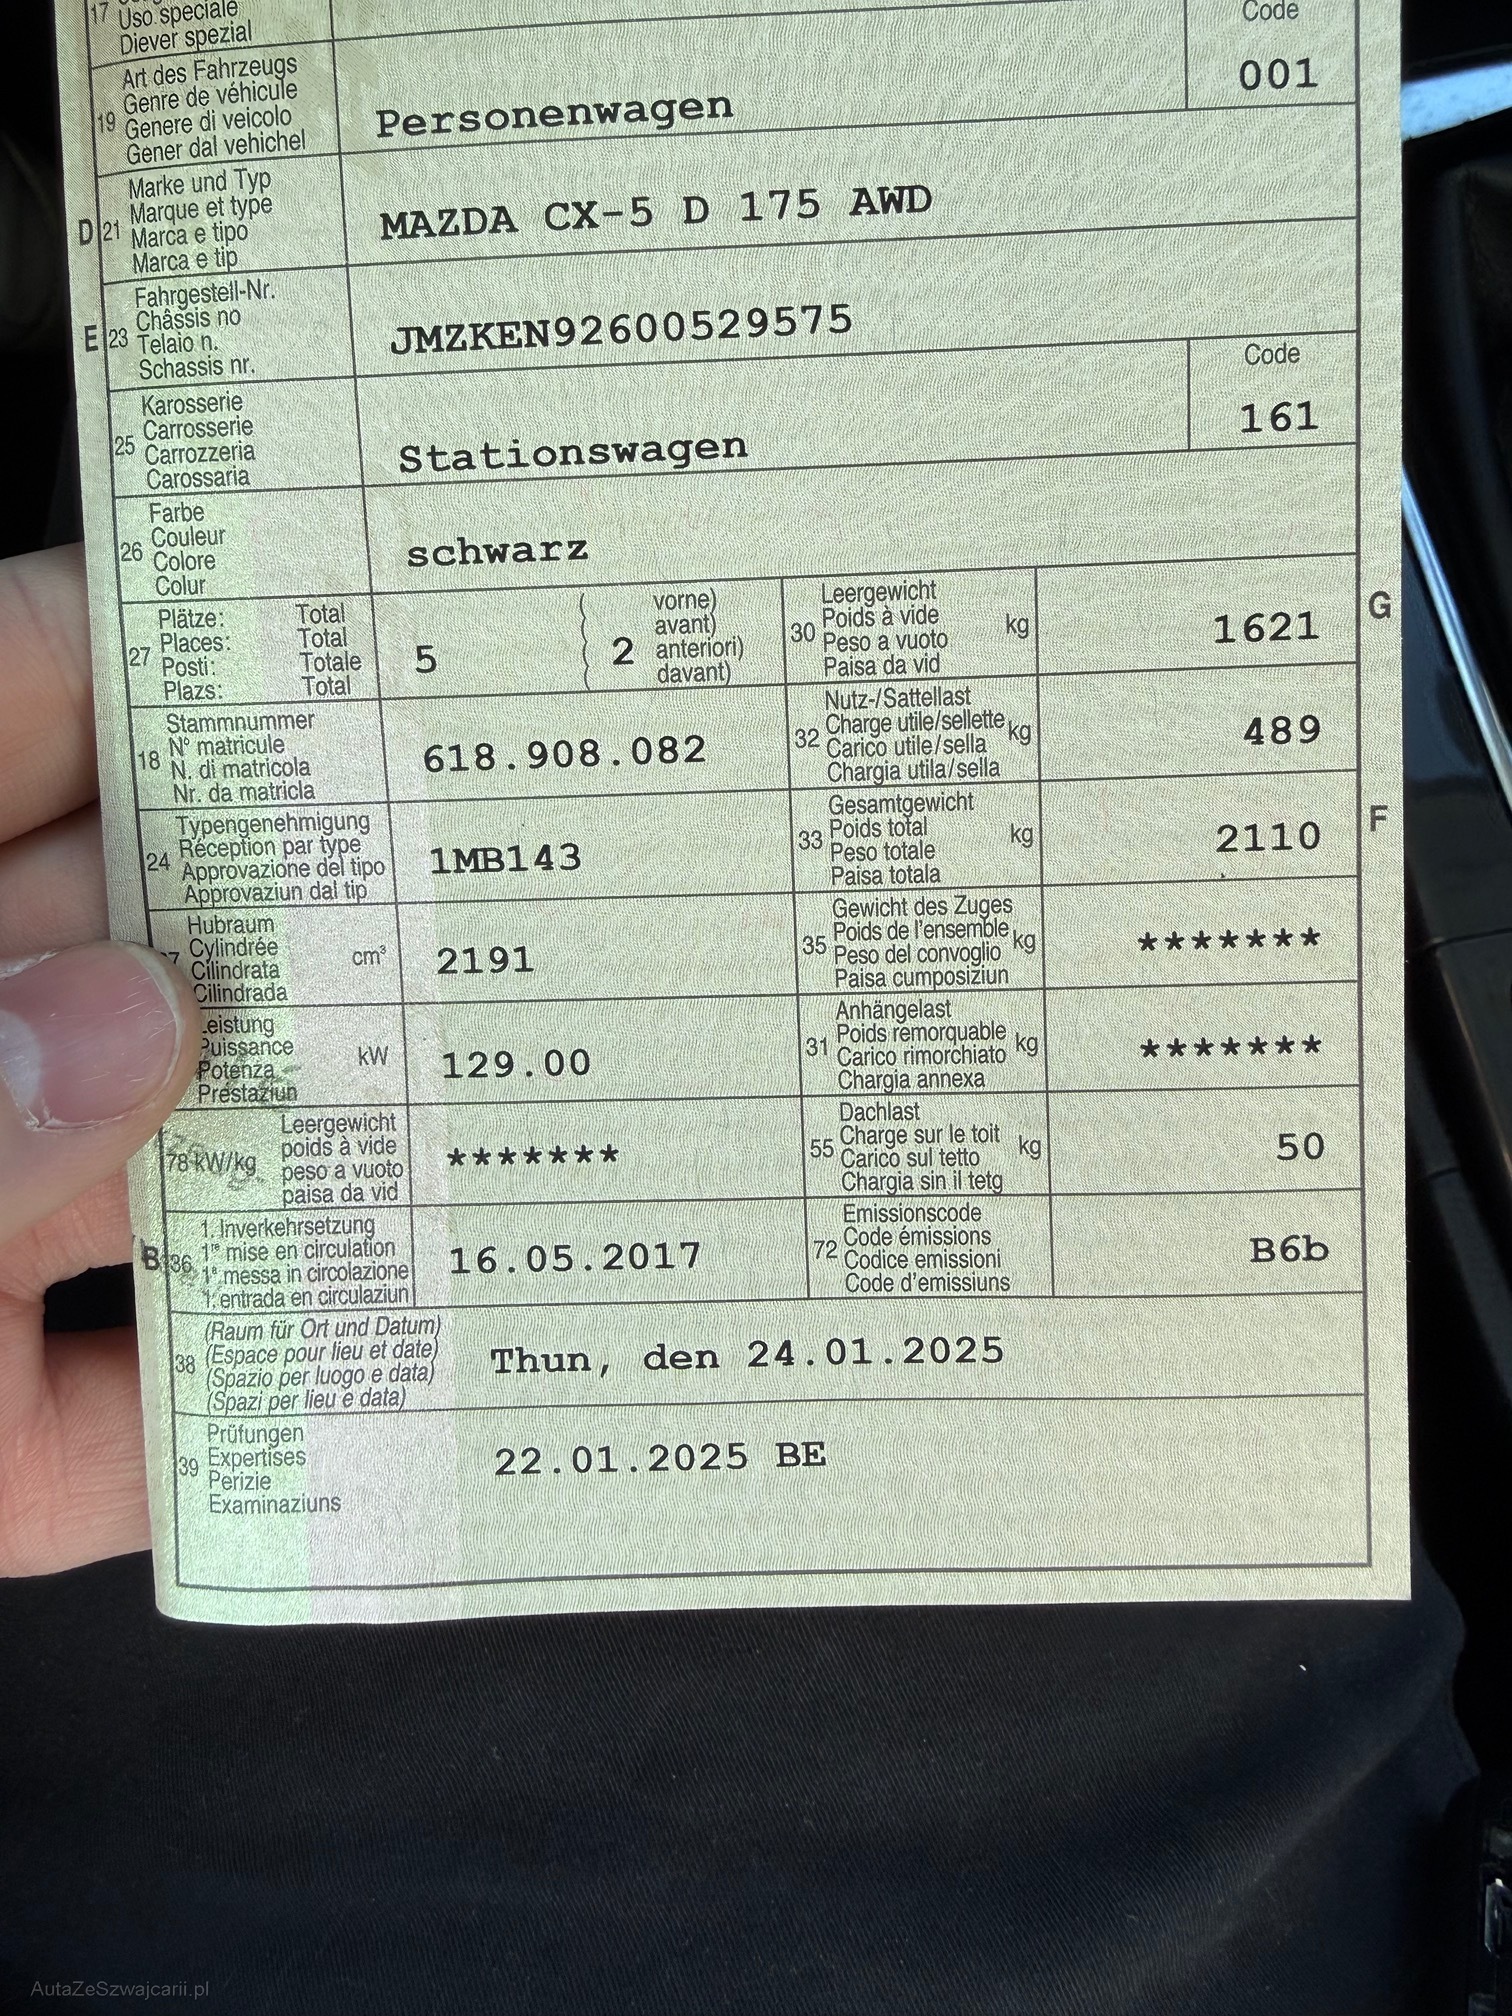 17 Uso speciale
Diever spezial
Code
19 Art des Fahrzeugs
Genre de véhicule
Genere di veicolo
Gener dal vehichel
Personenwagen
001
D 21 Marke und Typ
Marque et type
Marca e tipo
Marca e tip
MAZDA CX-5 D 175 AWD
E 23 Fahrgestell-Nr.
Châssis no
Telaio n.
Schassis nr.
JMZKEN92600529575
25 Karosserie
Carrosserie
Carrozzeria
Carossaria
Stationswagen
Code
161
26 Farbe
Couleur
Colore
Colur
schwarz
27 Plätze: Total
Places: Total
Posti: Totale
Plazs: Total
5
2
vorne)
avant)
anteriori)
davant)
30 Leergewicht
Poids à vide
Peso a vuoto
Paisa da vid
kg
1621
G
18 Stammnummer
N° matricule
N. di matricola
Nr. da matricla
618.908.082
32 Nutz-/Sattellast
Charge utile/sellette
Carico utile/sella
Chargia utila/sella
kg
489
24 Typengenehmigung
Réception par type
Approvazione del tipo
Approvaziun dal tip
1MB143
33 Gesamtgewicht
Poids total
Peso totale
Paisa totala
kg
2110
F
7 Hubraum
Cylindrée
Cilindrata
Cilindrada
cm³
2191
35 Gewicht des Zuges
Poids de l'ensemble
Peso del convoglio
Paisa cumposiziun
kg
*******
Leistung
Puissance
Potenza
Prestaziun
kW
129.00
31 Anhängelast
Poids remorquable
Carico rimorchiato
Chargia annexa
kg
*******
78 kW/kg
Leergewicht
poids à vide
peso a vuoto
paisa da vid
*******
55 Dachlast
Charge sur le toit
Carico sul tetto
Chargia sin il tetg
kg
50
B 36 1. Inverkehrsetzung
1re mise en circulation
1a messa in circolazione
1. entrada en circulaziun
16.05.2017
72 Emissionscode
Code émissions
Codice emissioni
Code d'emissiuns
B6b
38 (Raum für Ort und Datum)
(Espace pour lieu et date)
(Spazio per luogo e data)
(Spazi per lieu e data)
Thun, den 24.01.2025
39 Prüfungen
Expertises
Perizie
Examinaziuns
22.01.2025 BE
AutaZeSzwajcarii.pl